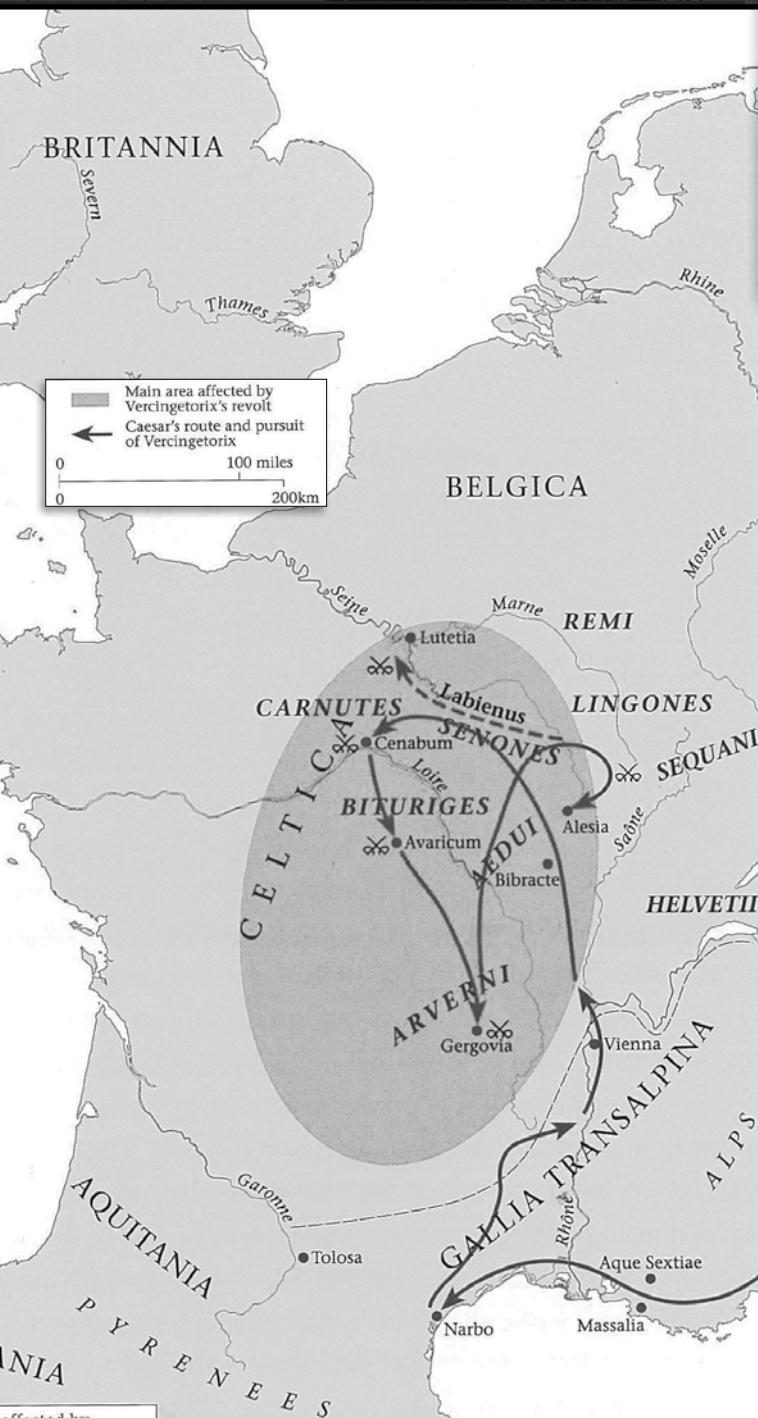 BRITANNIA
Severn
Thames
Rhine
Main area affected by
Vercingetorix's revolt
Caesar's route and pursuit
of Vercingetorix
0
100 miles
0
200km
BELGICA
Moselle
Seine
Marne
REMI
Lutetia
Labienus
LINGONES
CARNUTES
SENONES
SEQUANI
Cenabum
Loire
CELTICA
BITURIGES
Alesia
Saône
Avaricum
AEDUI
Bibracte
HELVETII
ARVERNI
Gergovia
Vienna
GALLIA TRANSALPINA
ALPS
AQUITANIA
Garonne
Rhône
Tolosa
Aque Sextiae
PYRENEES
Narbo
Massalia
ANIA
affected by